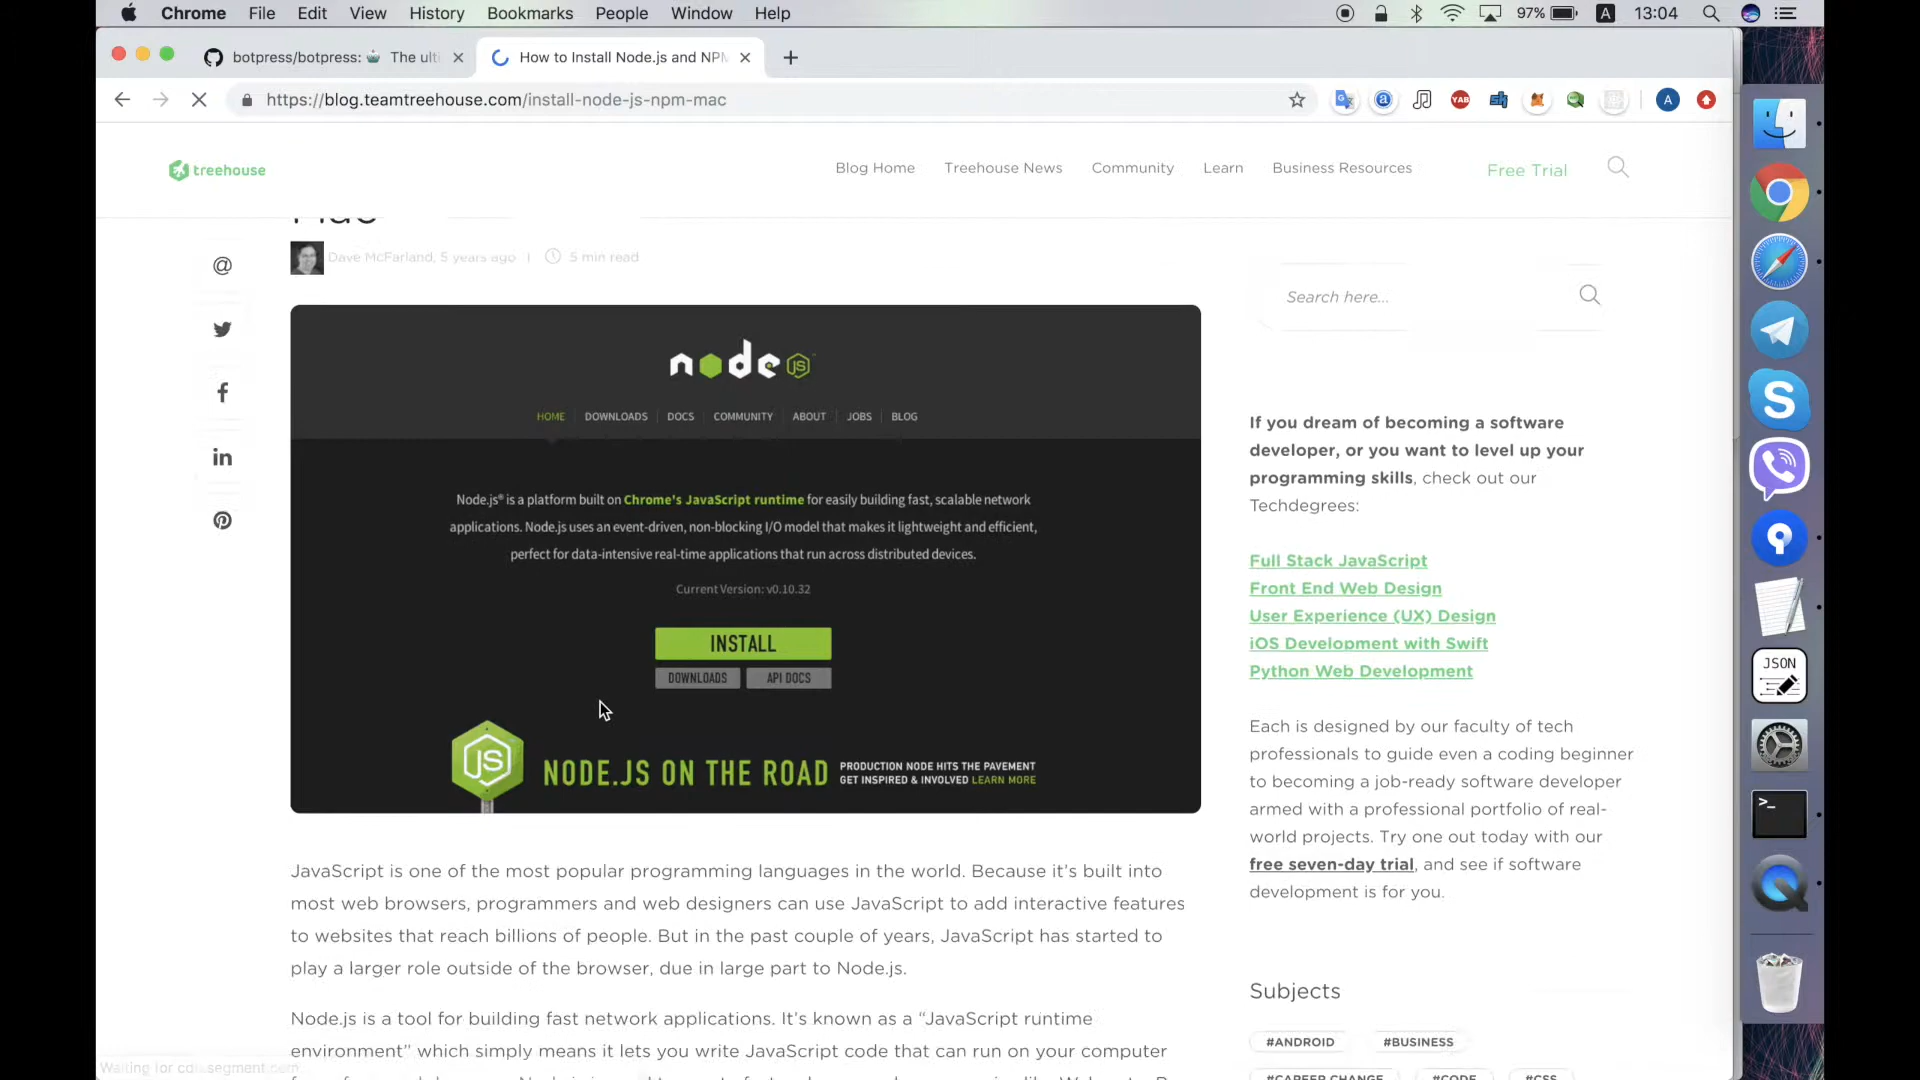 Chrome File Edit View History Bookmarks People Window Help 97% A 13:04
botpress/botpress: The ulti
How to Install Node.js and NPM
https://blog.teamtreehouse.com/install-node-js-npm-mac
YAB A
treehouse
Blog Home Treehouse News Community Learn Business Resources Free Trial
Mac
Dave McFarland, 5 years ago | 5 min read
Search here...
node JS
HOME DOWNLOADS DOCS COMMUNITY ABOUT JOBS BLOG
Node.js® is a platform built on Chrome's JavaScript runtime for easily building fast, scalable network
applications. Node.js uses an event-driven, non-blocking I/O model that makes it lightweight and efficient,
perfect for data-intensive real-time applications that run across distributed devices.
Current Version: v0.10.32
INSTALL
DOWNLOADS API DOCS
JS
NODE.JS ON THE ROAD
PRODUCTION NODE HITS THE PAVEMENT
GET INSPIRED & INVOLVED LEARN MORE
JavaScript is one of the most popular programming languages in the world. Because it’s built into
most web browsers, programmers and web designers can use JavaScript to add interactive features
to websites that reach billions of people. But in the past couple of years, JavaScript has started to
play a larger role outside of the browser, due in large part to Node.js.
Node.js is a tool for building fast network applications. It’s known as a “JavaScript runtime
environment” which simply means it lets you write JavaScript code that can run on your computer
If you dream of becoming a software
developer, or you want to level up your
programming skills, check out our
Techdegrees:
Full Stack JavaScript
Front End Web Design
User Experience (UX) Design
iOS Development with Swift
Python Web Development
Each is designed by our faculty of tech
professionals to guide even a coding beginner
to becoming a job-ready software developer
armed with a professional portfolio of real-
world projects. Try one out today with our
free seven-day trial, and see if software
development is for you.
Subjects
#ANDROID #BUSINESS
#CAREER CHANGE #CODE #CSS
JSON
Waiting for cdn.segment.com...